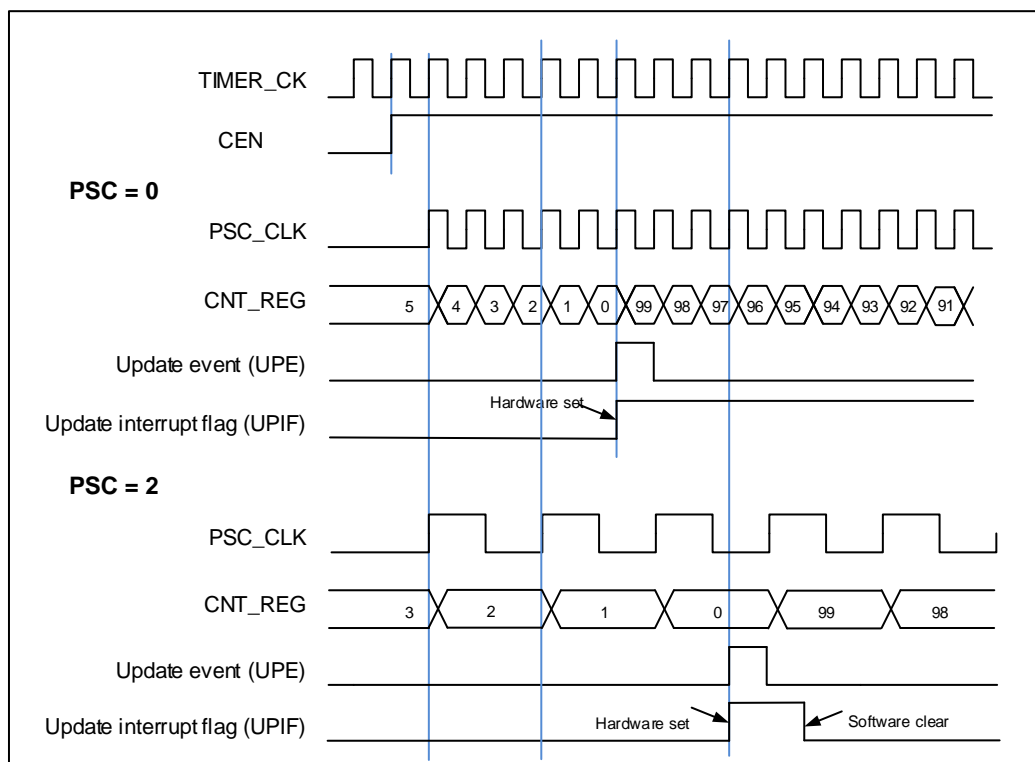 TIMER_CK
CEN
PSC = 0
PSC_CLK
CNT_REG 5 4 3 2 1 0 99 98 97 96 95 94 93 92 91
Update event (UPE)
Hardware set
Update interrupt flag (UPIF)
PSC = 2
PSC_CLK
CNT_REG 3 2 1 0 99 98
Update event (UPE)
Update interrupt flag (UPIF) Hardware set Software clear